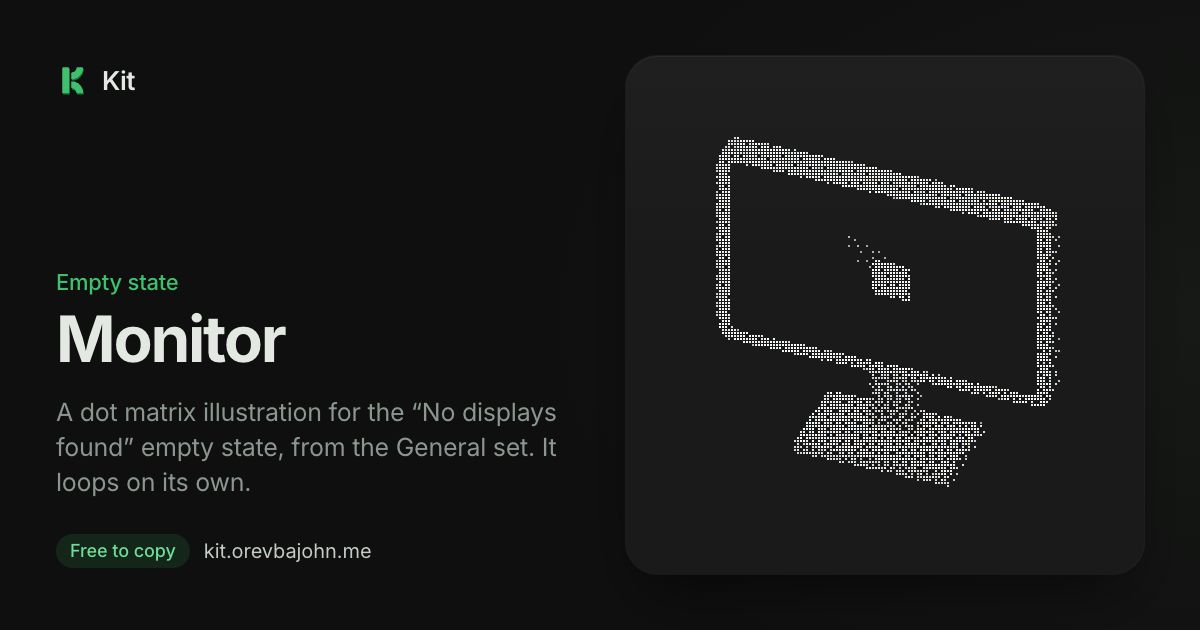 Kit
Empty state
Monitor
A dot matrix illustration for the “No displays
found” empty state, from the General set. It
loops on its own.
Free to copy
kit.orevbajohn.me